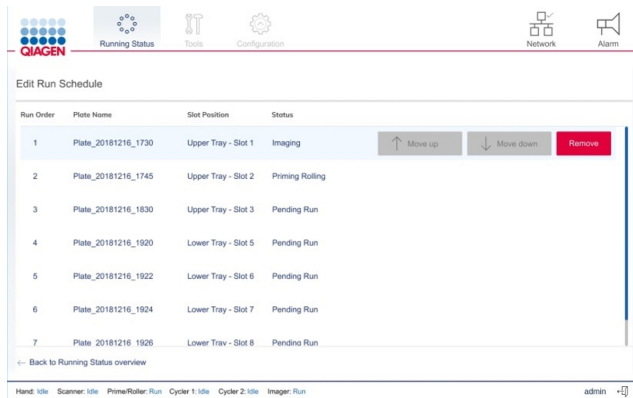 QIAGEN
Running Status
Tools
Configuration
Network
Alarm
Edit Run Schedule
Run Order Plate Name Slot Position Status
1 Plate_20181216_1730 Upper Tray - Slot 1 Imaging Move up Move down Remove
2 Plate_20181216_1745 Upper Tray - Slot 2 Priming Rolling
3 Plate_20181216_1830 Upper Tray - Slot 3 Pending Run
4 Plate_20181216_1920 Lower Tray - Slot 5 Pending Run
5 Plate_20181216_1922 Lower Tray - Slot 6 Pending Run
6 Plate_20181216_1924 Lower Tray - Slot 7 Pending Run
7 Plate_20181216_1926 Lower Tray - Slot 8 Pending Run
← Back to Running Status overview
Hand: Idle Scanner: Idle Prime/Roller: Run Cycler 1: Idle Cycler 2: Idle Imager: Run admin